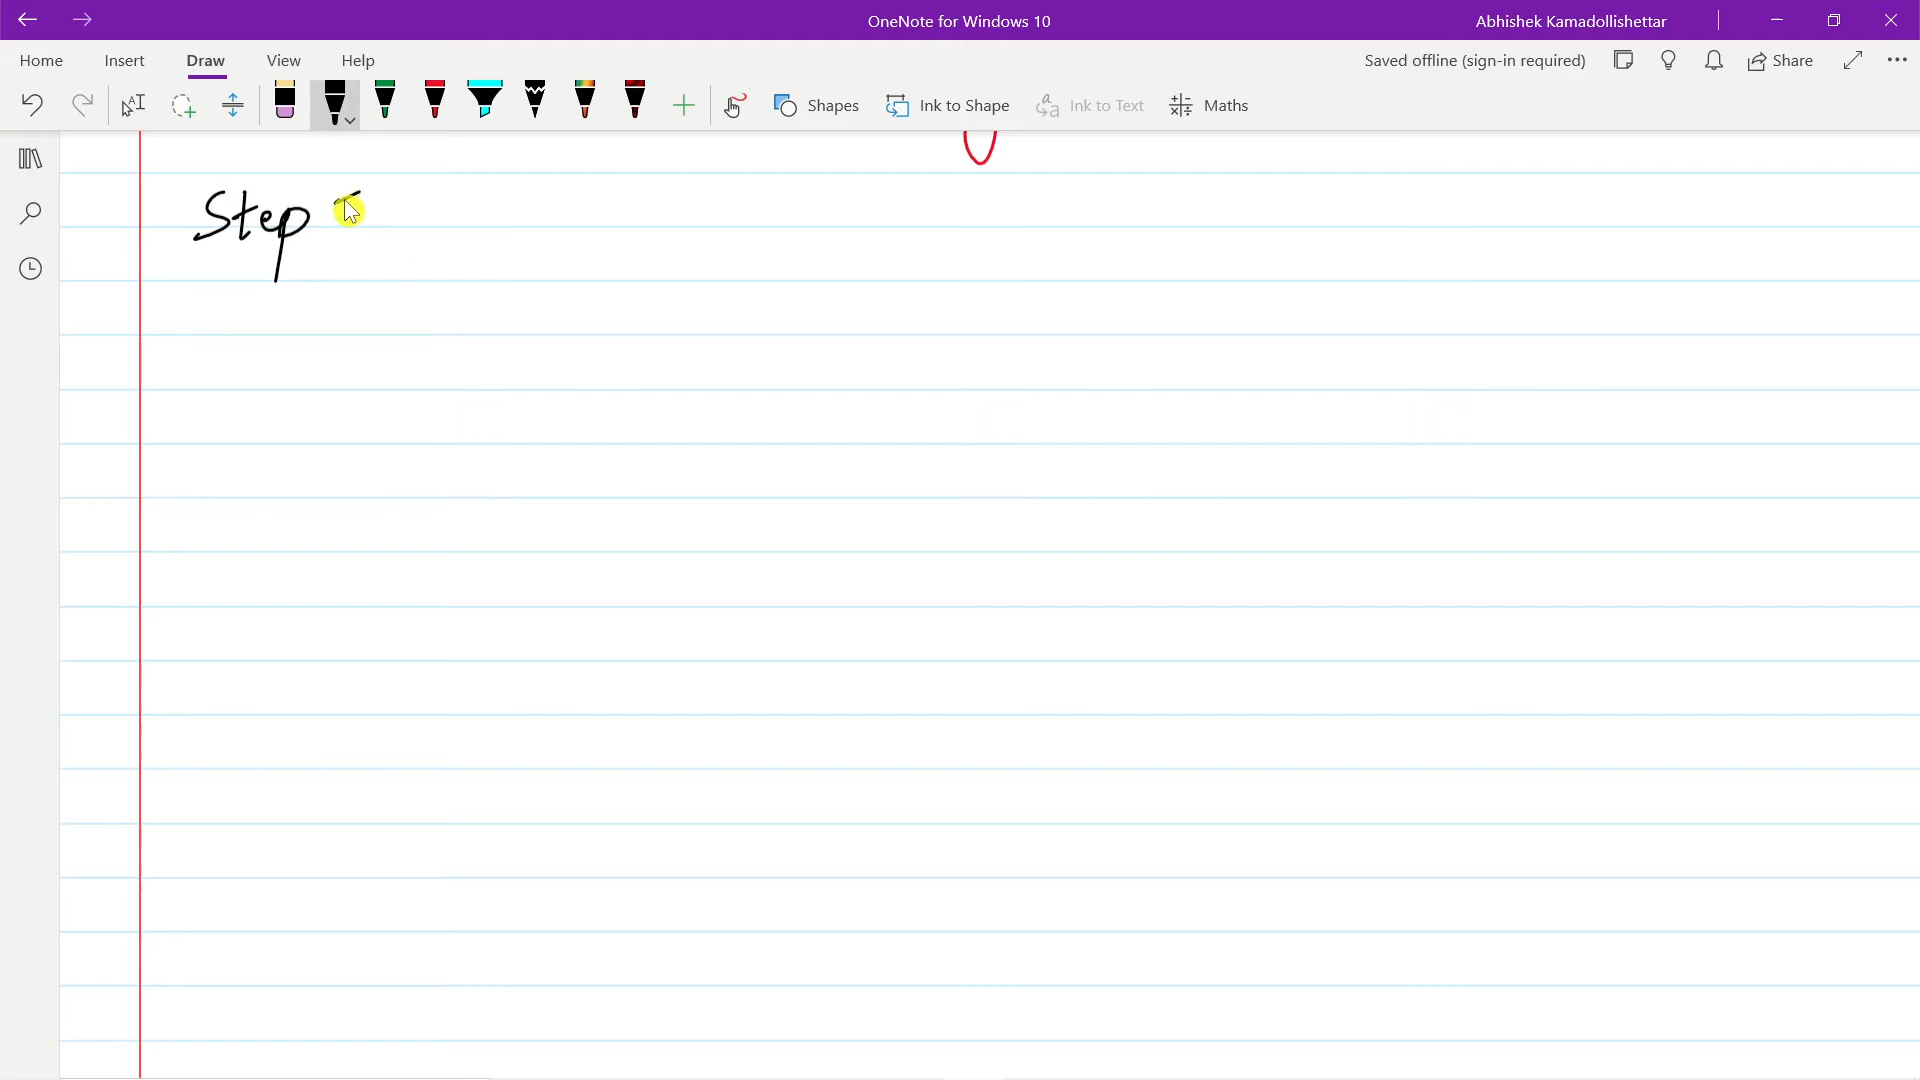 OneNote for Windows 10
Abhishek Kamadollishettar
Home Insert Draw View Help
Saved offline (sign-in required) Share
Shapes Ink to Shape Ink to Text Maths
Step